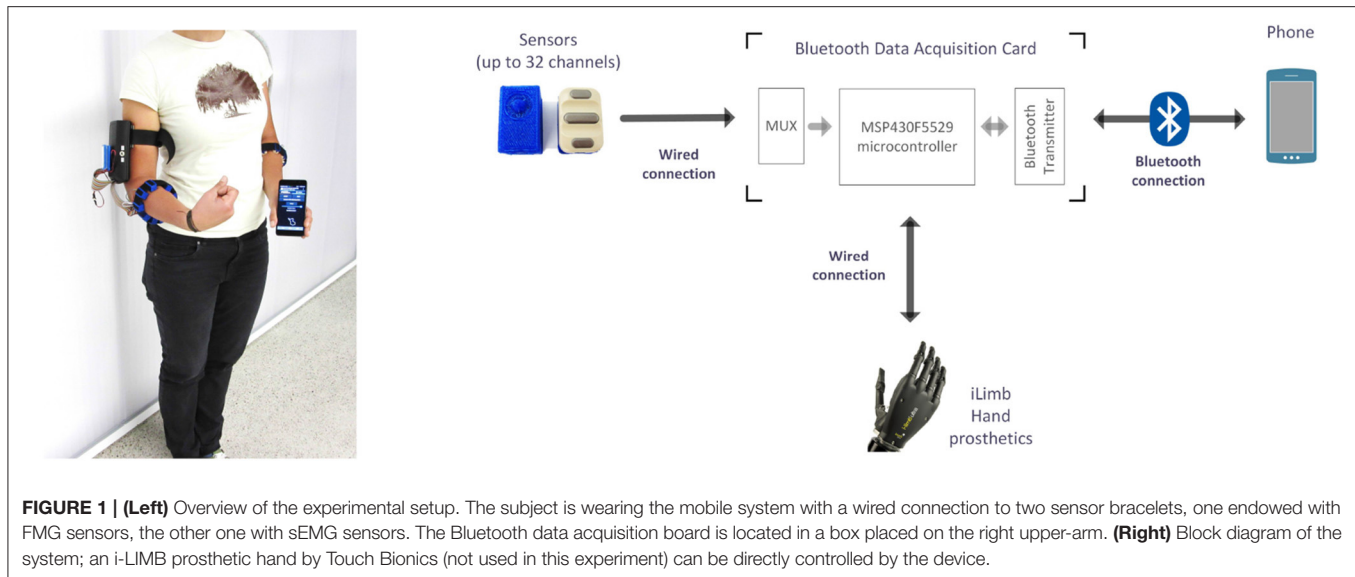 Sensors
(up to 32 channels)
Wired
connection
Bluetooth Data Acquisition Card
MUX
MSP430F5529
microcontroller
Bluetooth
Transmitter
Bluetooth
connection
Phone
Wired
connection
iLimb
Hand
prosthetics
FIGURE 1 | (Left) Overview of the experimental setup. The subject is wearing the mobile system with a wired connection to two sensor bracelets, one endowed with
FMG sensors, the other one with sEMG sensors. The Bluetooth data acquisition board is located in a box placed on the right upper-arm. (Right) Block diagram of the
system; an i-LIMB prosthetic hand by Touch Bionics (not used in this experiment) can be directly controlled by the device.